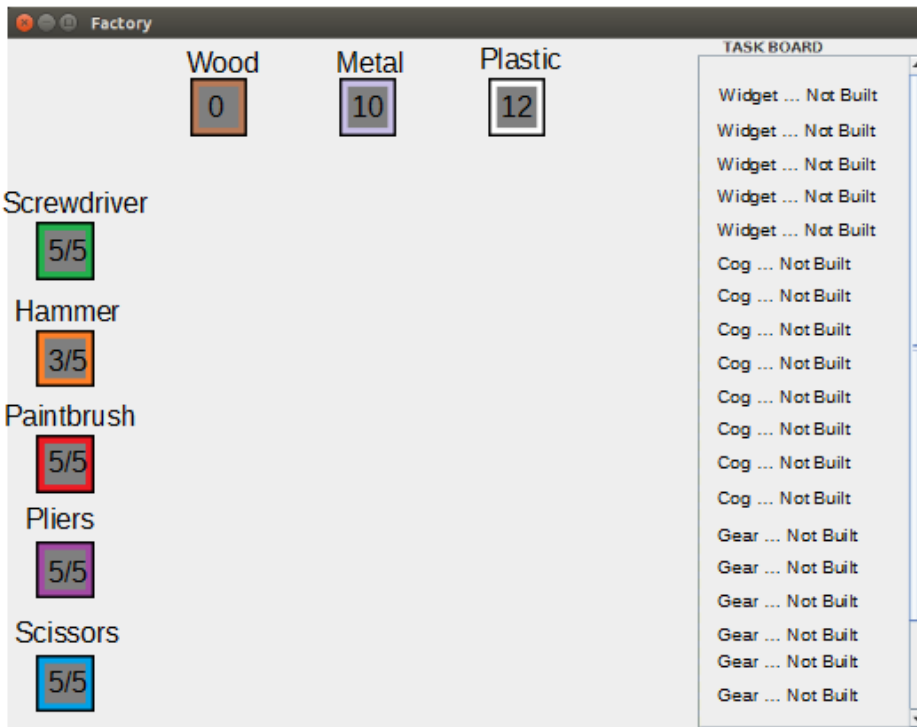 Factory
TASK BOARD
Wood Metal Plastic
0 10 12
Screwdriver
5/5
Hammer
3/5
Paintbrush
5/5
Pliers
5/5
Scissors
5/5
Widget ... Not Built
Widget ... Not Built
Widget ... Not Built
Widget ... Not Built
Widget ... Not Built
Cog ... Not Built
Cog ... Not Built
Cog ... Not Built
Cog ... Not Built
Cog ... Not Built
Cog ... Not Built
Cog ... Not Built
Cog ... Not Built
Gear ... Not Built
Gear ... Not Built
Gear ... Not Built
Gear ... Not Built
Gear ... Not Built
Gear ... Not Built